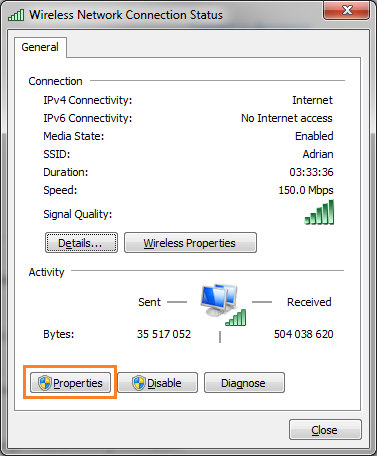 Wireless Network Connection Status
General
Connection
IPv4 Connectivity: Internet
IPv6 Connectivity: No Internet access
Media State: Enabled
SSID: Adrian
Duration: 03:33:36
Speed: 150.0 Mbps
Signal Quality:
Details... Wireless Properties
Activity
Sent Received
Bytes: 35 517 052 504 038 620
Properties Disable Diagnose
Close